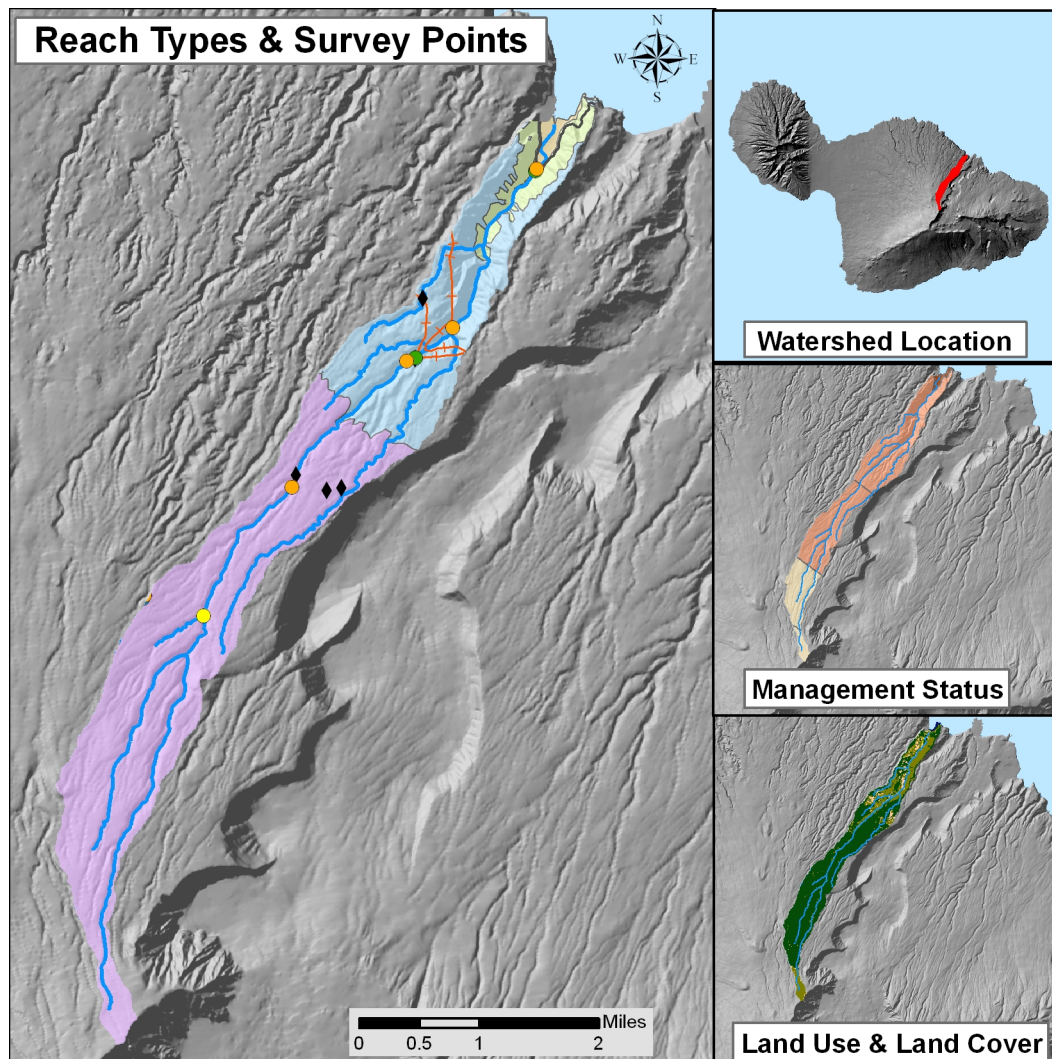 Reach Types & Survey Points
N
W E
S
Miles
0 0.5 1 2
Watershed Location
Management Status
Land Use & Land Cover